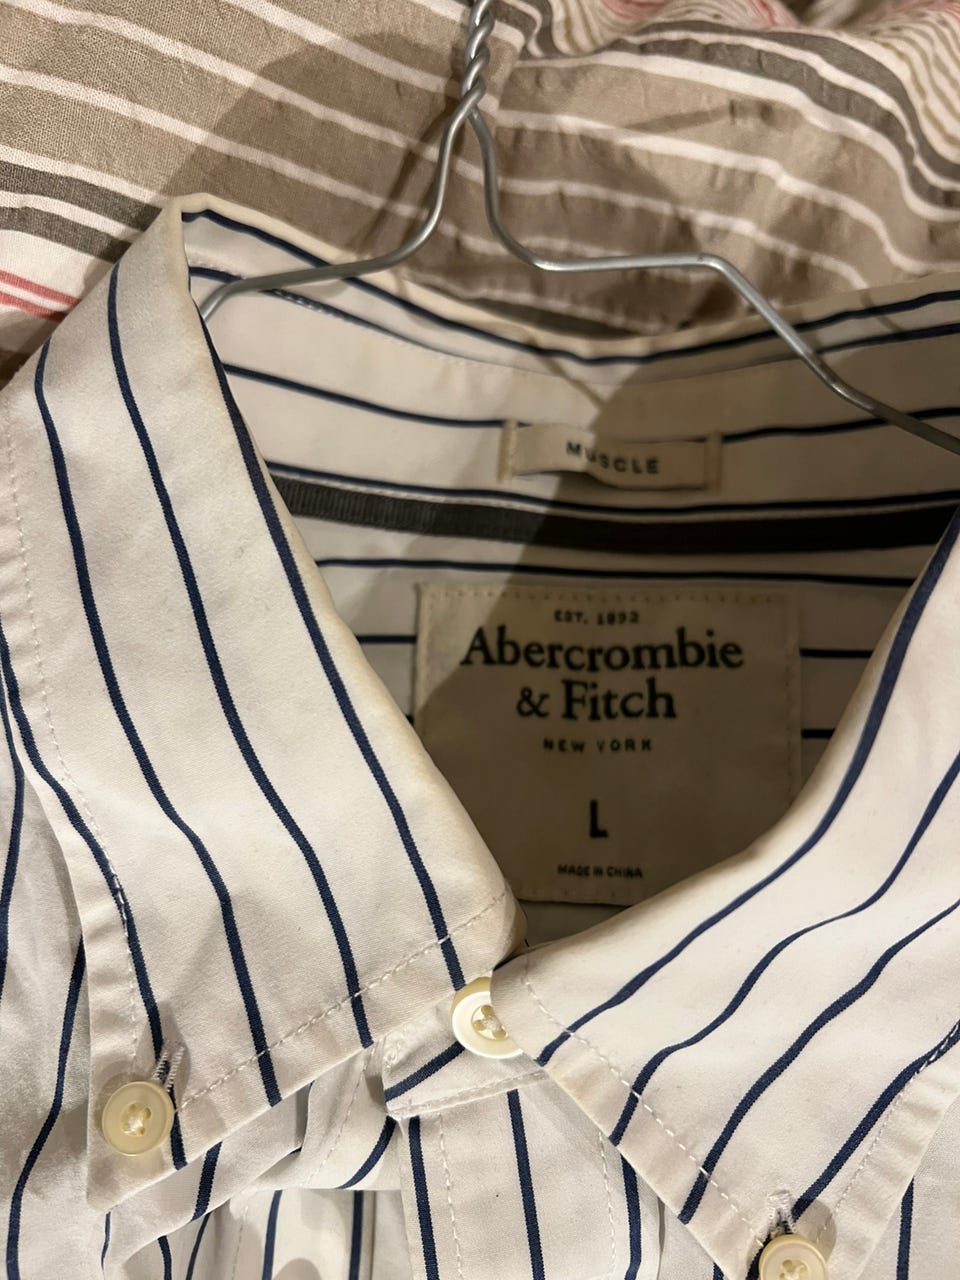 MUSCLE
EST. 1892
Abercrombie
& Fitch
NEW YORK
L
MADE IN CHINA